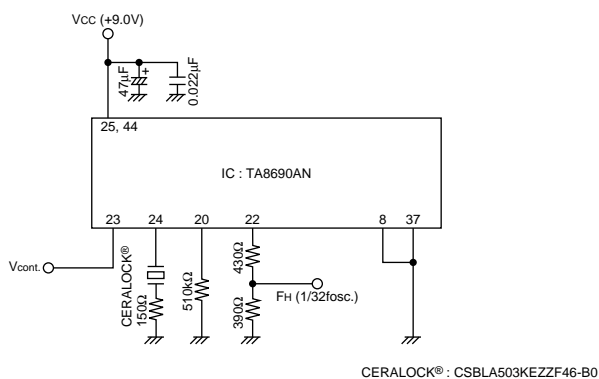 Vcc (+9.0V)
47µF
+
0.022µF
25, 44
IC : TA8690AN
23
24
20
22
8
37
Vcont.
CERALOCK®
150Ω
510kΩ
430Ω
390Ω
FH (1/32fosc.)
CERALOCK® : CSBLA503KEZZF46-B0